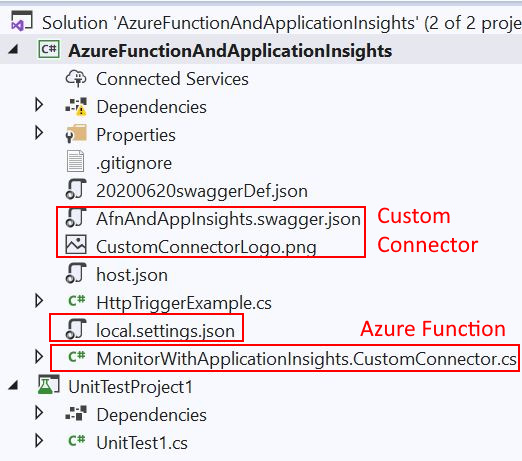 Solution 'AzureFunctionAndApplicationInsights' (2 of 2 proje
C# AzureFunctionAndApplicationInsights
Connected Services
Dependencies
Properties
.gitignore
20200620swaggerDef.json
AfnAndAppInsights.swagger.json Custom
CustomConnectorLogo.png Connector
host.json
C# HttpTriggerExample.cs
local.settings.json Azure Function
C# MonitorWithApplicationInsights.CustomConnector.cs
UnitTestProject1
Dependencies
C# UnitTest1.cs